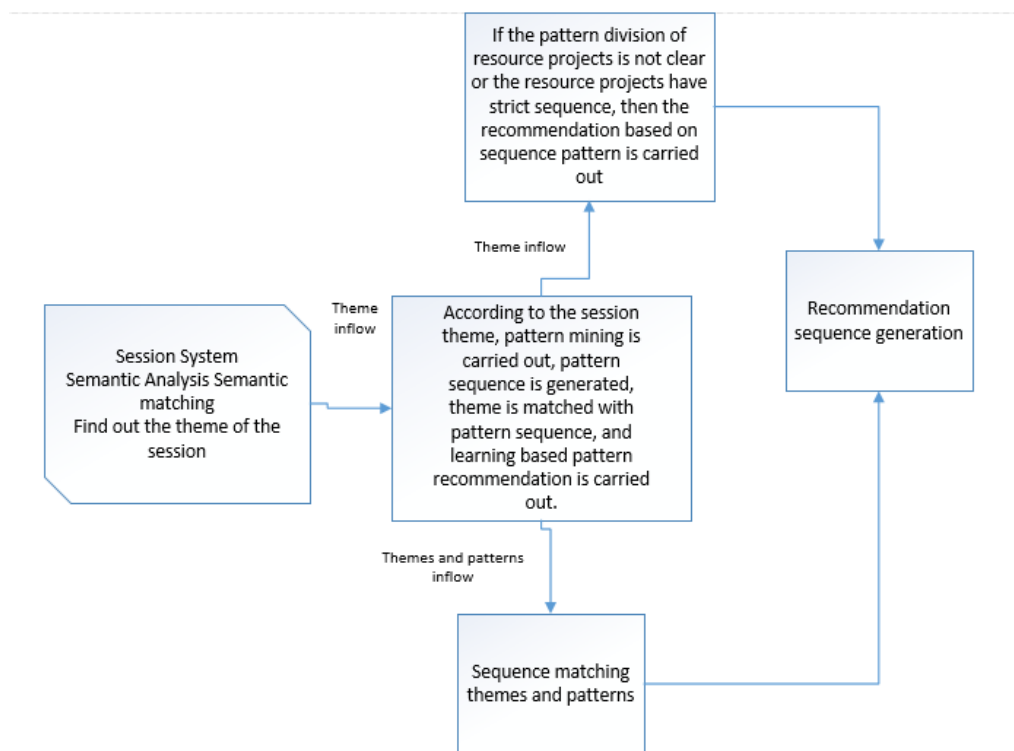 If the pattern division of
resource projects is not clear
or the resource projects have
strict sequence, then the
recommendation based on
sequence pattern is carried
out
Theme inflow
Theme
inflow
Session System
Semantic Analysis Semantic
matching
Find out the theme of the
session
According to the session
theme, pattern mining is
carried out, pattern
sequence is generated,
theme is matched with
pattern sequence, and
learning based pattern
recommendation is carried
out.
Recommendation
sequence generation
Themes and patterns
inflow
Sequence matching
themes and patterns